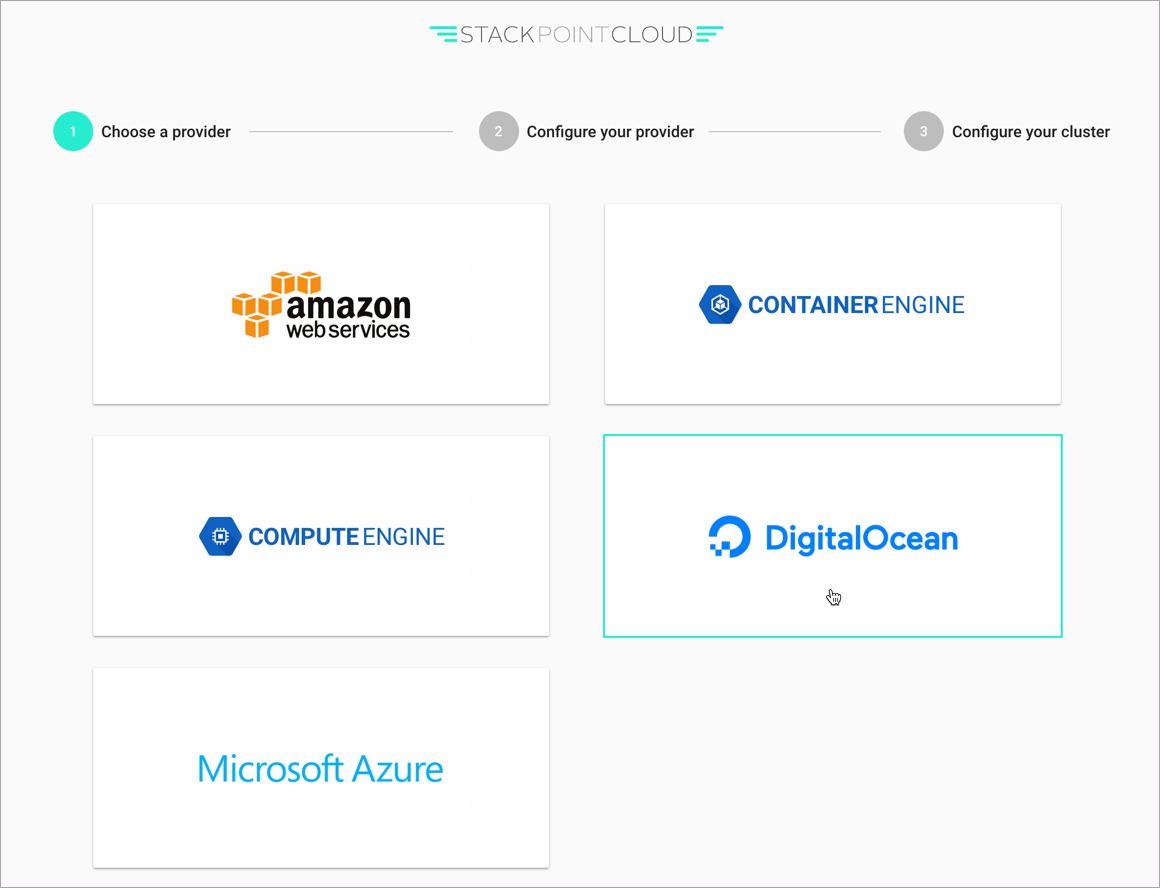 STACKPOINTCLOUD
1 Choose a provider
2 Configure your provider
3 Configure your cluster
amazon
web services
CONTAINER ENGINE
COMPUTE ENGINE
DigitalOcean
Microsoft Azure